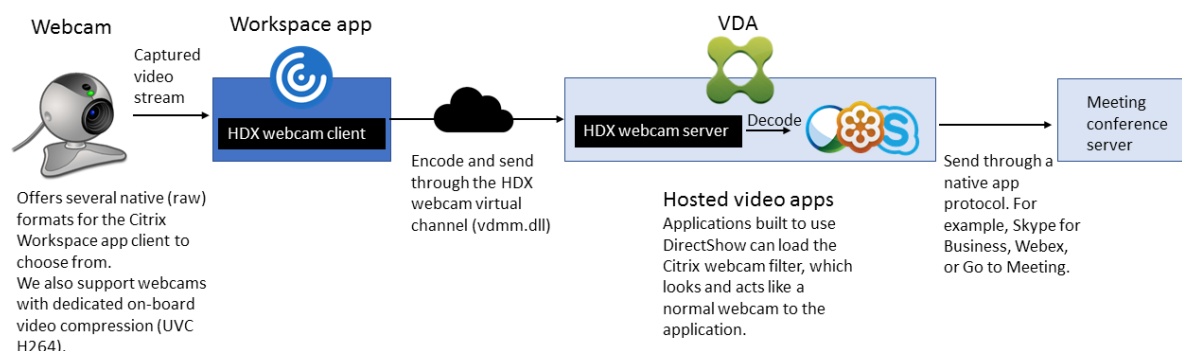 Webcam
Captured
video
stream
Offers several native (raw)
formats for the Citrix
Workspace app client to
choose from.
We also support webcams
with dedicated on-board
video compression (UVC
H264).
Workspace app
HDX webcam client
Encode and send
through the HDX
webcam virtual
channel (vdmm.dll)
VDA
HDX webcam server
Decode
S
Hosted video apps
Applications built to use
DirectShow can load the
Citrix webcam filter, which
looks and acts like a
normal webcam to the
application.
Send through a
native app
protocol. For
example, Skype for
Business, Webex,
or Go to Meeting.
Meeting
conference
server